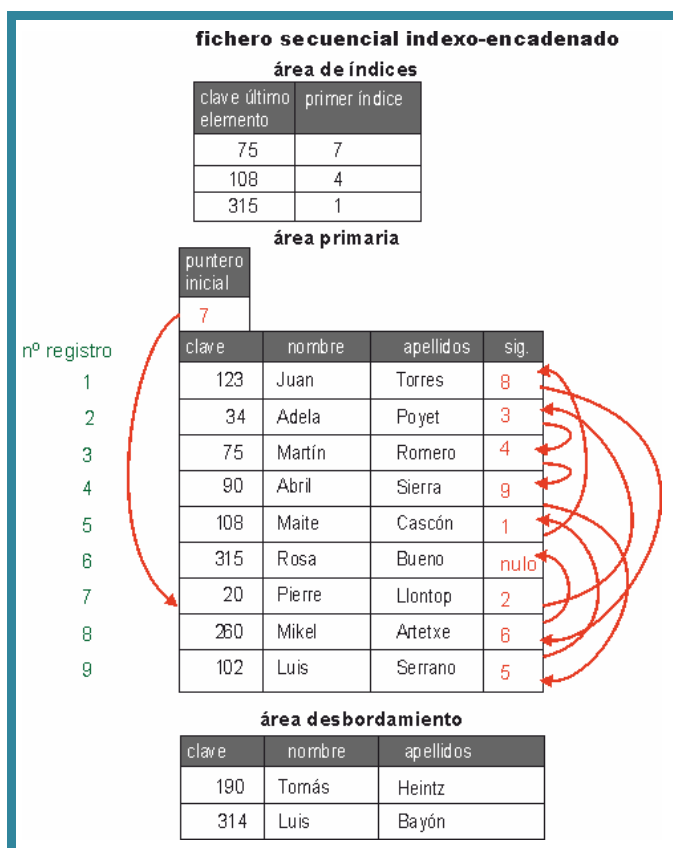 fichero secuencial indexo-encadenado
área de índices
clave último elemento primer índice
75 7
108 4
315 1
área primaria
puntero inicial
7
nº registro clave nombre apellidos sig.
1 123 Juan Torres 8
2 34 Adela Poyet 3
3 75 Martín Romero 4
4 90 Abril Sierra 9
5 108 Maite Cascón 1
6 315 Rosa Bueno nulo
7 20 Pierre Llontop 2
8 260 Mikel Artetxe 6
9 102 Luis Serrano 5
área desbordamiento
clave nombre apellidos
190 Tomás Heintz
314 Luis Bayón